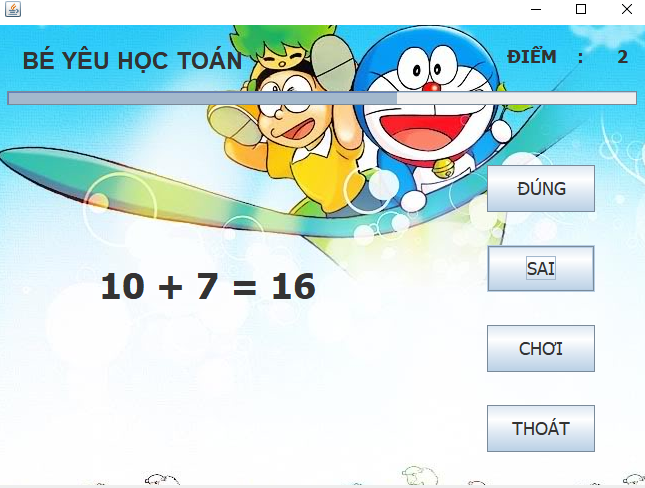 BÉ YÊU HỌC TOÁN
ĐIỂM : 2
ĐÚNG
SAI
10 + 7 = 16
CHƠI
THOÁT